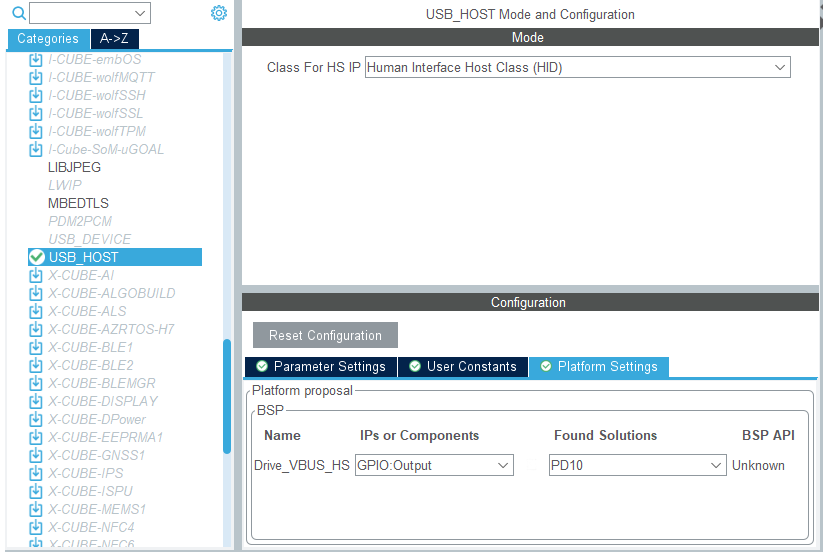 Categories
A->Z
I-CUBE-embOS
I-CUBE-wolfMQTT
I-CUBE-wolfSSH
I-CUBE-wolfSSL
I-CUBE-wolfTPM
I-Cube-SoM-uGOAL
LIBJPEG
LWIP
MBEDTLS
PDM2PCM
USB_DEVICE
USB_HOST
X-CUBE-AI
X-CUBE-ALGOBUILD
X-CUBE-ALS
X-CUBE-AZRTOS-H7
X-CUBE-BLE1
X-CUBE-BLE2
X-CUBE-BLEMGR
X-CUBE-DISPLAY
X-CUBE-DPower
X-CUBE-EEPRMA1
X-CUBE-GNSS1
X-CUBE-IPS
X-CUBE-ISPU
X-CUBE-MEMS1
X-CUBE-NFC4
X-CUBE-NFC6
USB_HOST Mode and Configuration
Mode
Class For HS IP Human Interface Host Class (HID)
Configuration
Reset Configuration
Parameter Settings User Constants Platform Settings
Platform proposal
BSP
Name IPs or Components Found Solutions BSP API
Drive_VBUS_HS GPIO:Output PD10 Unknown